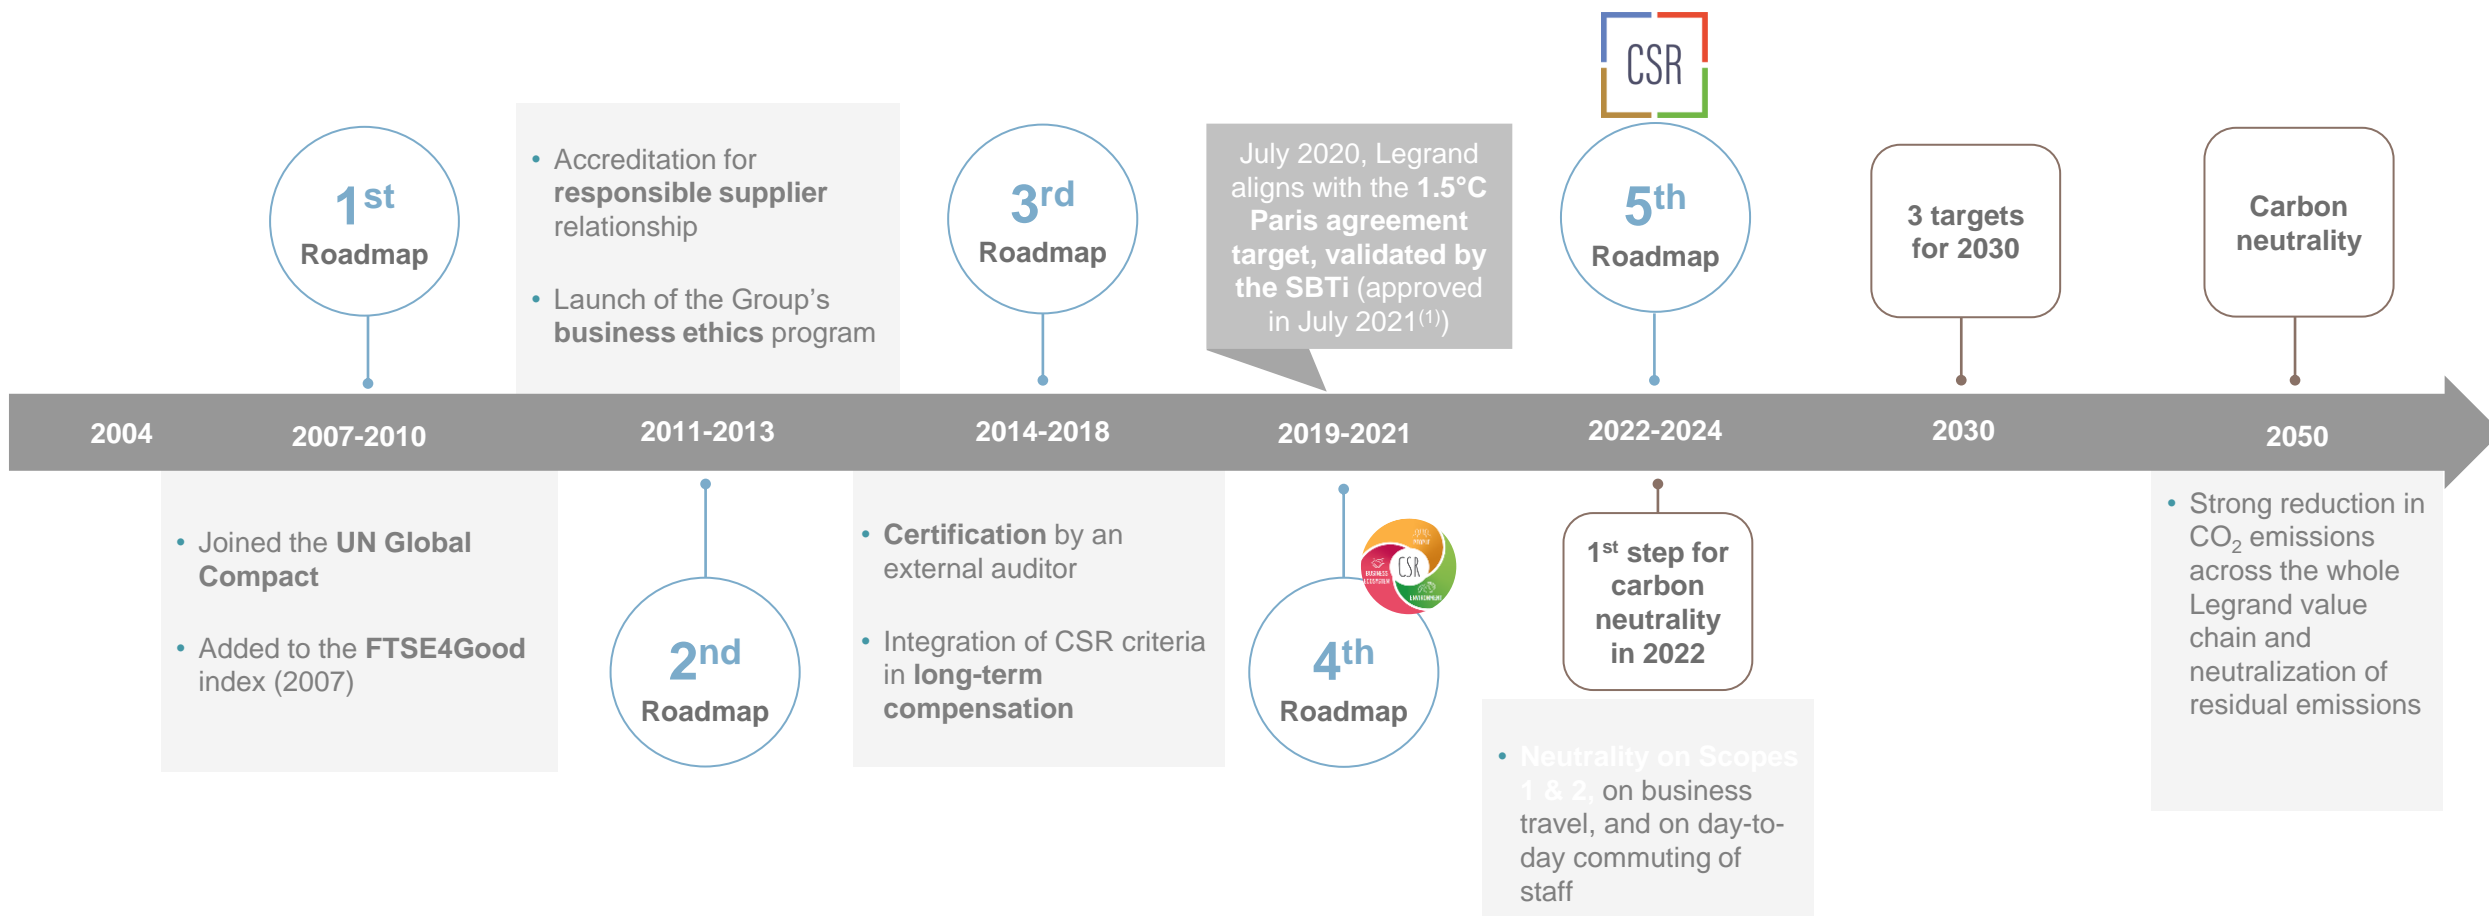 CSR
1st
Roadmap
• Accreditation for
responsible supplier
relationship
• Launch of the Group’s
business ethics program
3rd
Roadmap
July 2020, Legrand
aligns with the 1.5°C
Paris agreement
target, validated by
the SBTi (approved
in July 2021(1))
5th
Roadmap
3 targets
for 2030
Carbon
neutrality
2004
2007-2010
2011-2013
2014-2018
2019-2021
2022-2024
2030
2050
• Joined the UN Global
Compact
• Added to the FTSE4Good
index (2007)
2nd
Roadmap
• Certification by an
external auditor
• Integration of CSR criteria
in long-term
compensation
PEOPLE
BUSINESS
ECOSYSTEM
CSR
ENVIRONMENT
4th
Roadmap
1st step for
carbon
neutrality
in 2022
• Neutrality on Scopes
1 & 2, on business
travel, and on day-to-
day commuting of
staff
• Strong reduction in
CO2 emissions
across the whole
Legrand value
chain and
neutralization of
residual emissions